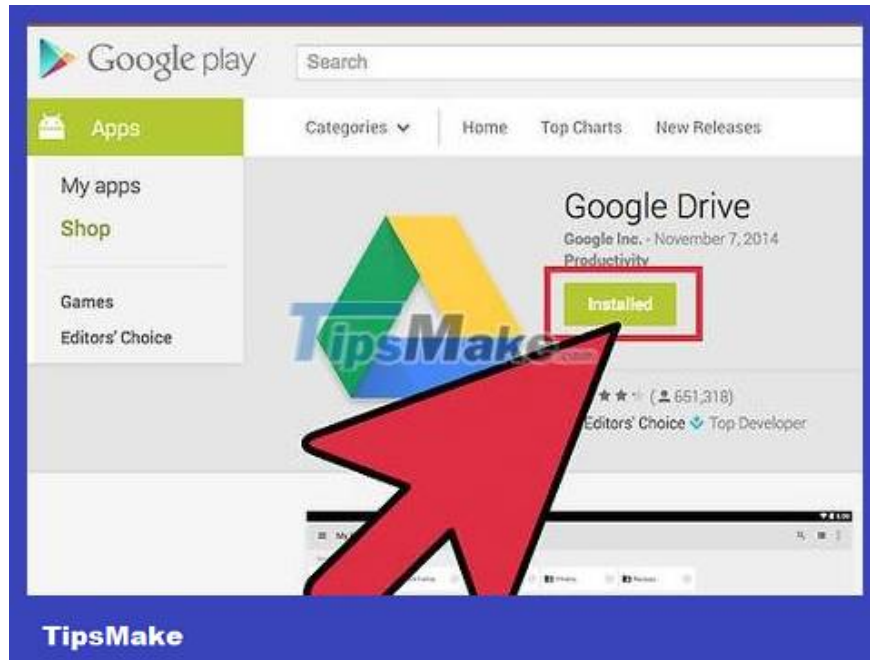 Google play
Search
Apps
Categories
Home
Top Charts
New Releases
My apps
Shop
Games
Editors' Choice
Google Drive
Google Inc. - November 7, 2014
Productivity
Installed
TipsMake.com
(651,318)
Editors' Choice
Top Developer
TipsMake